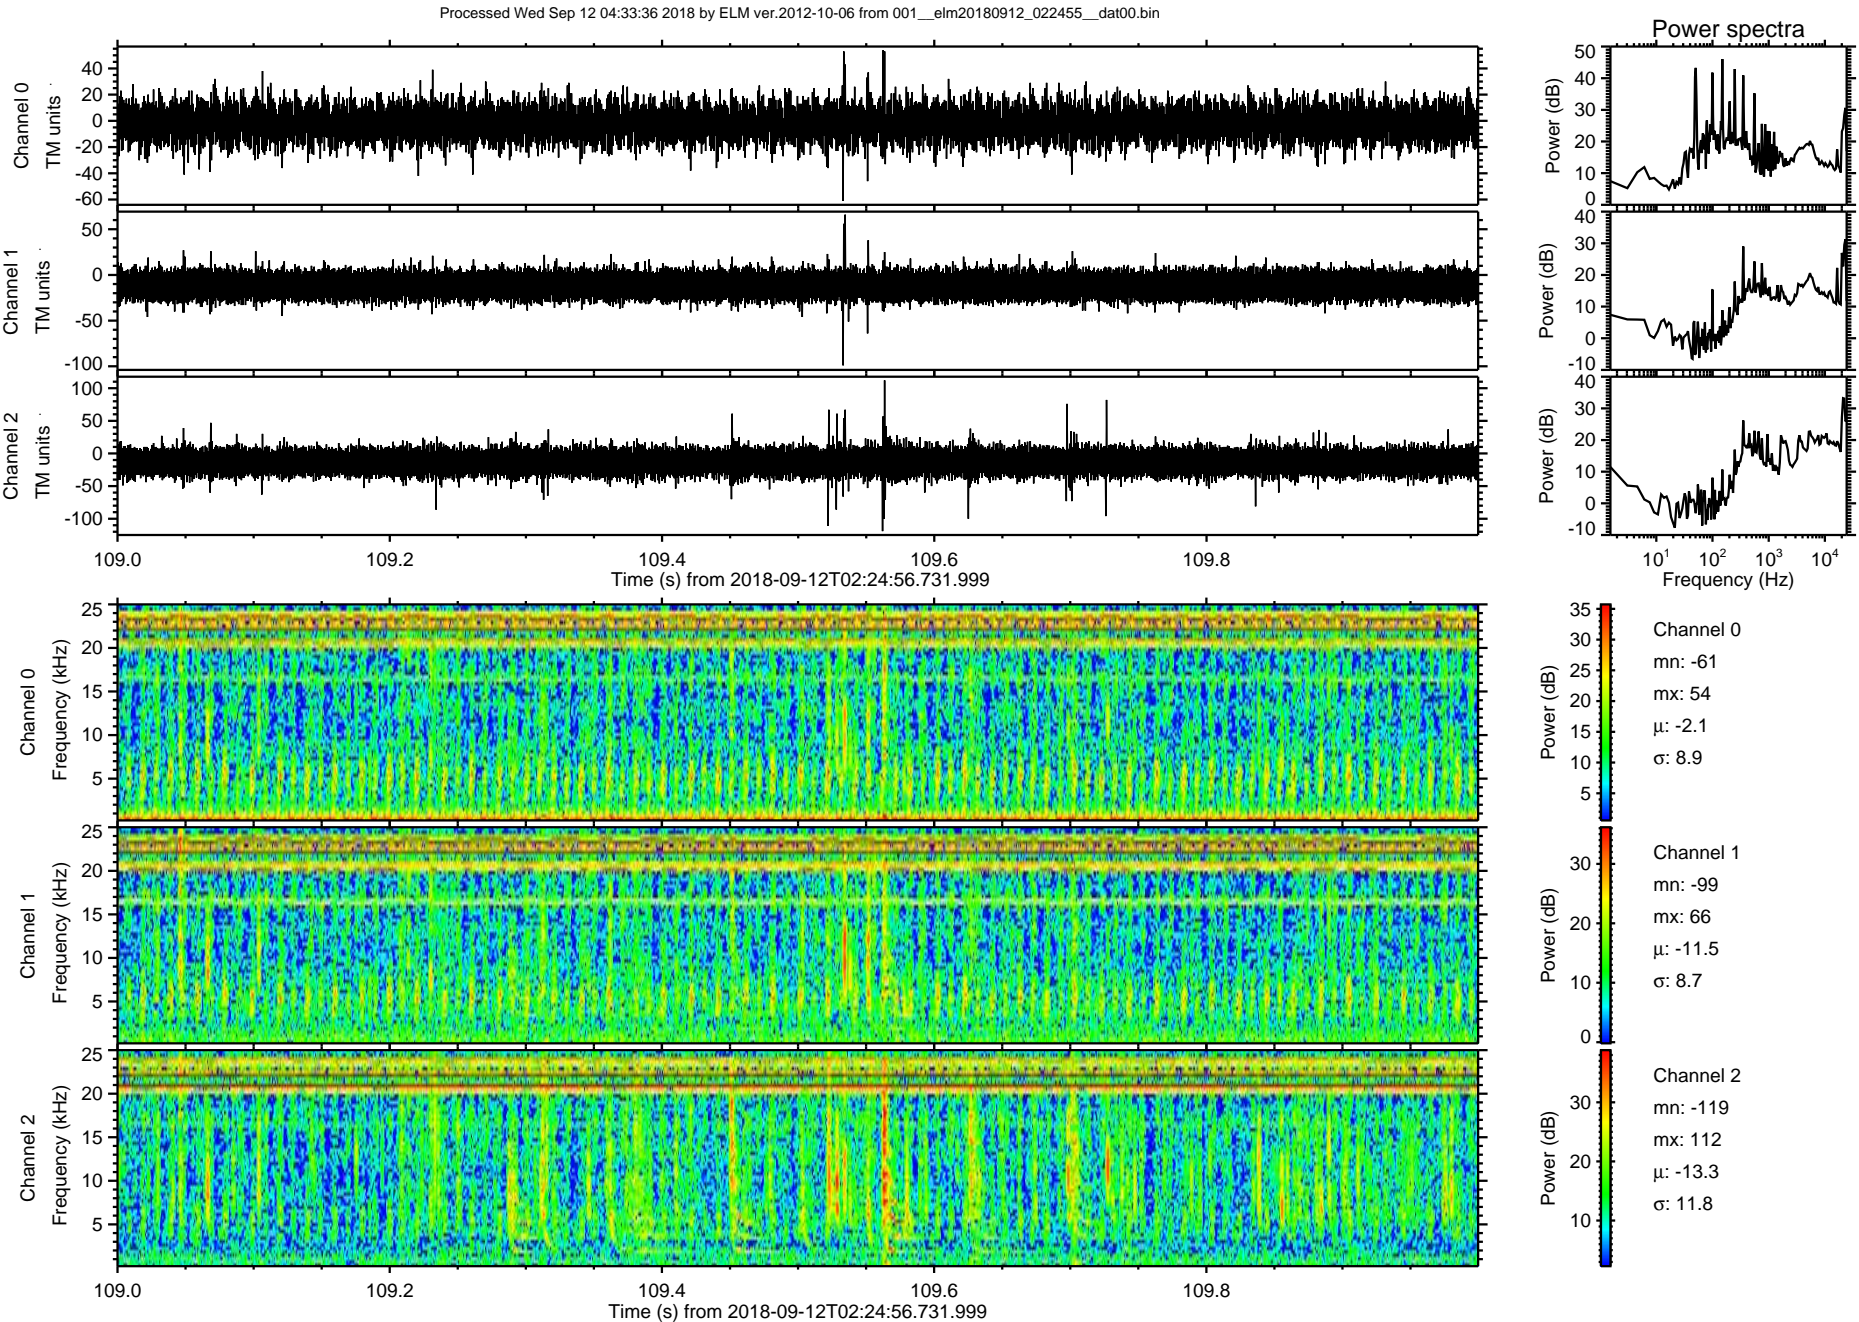 Processed Wed Sep 12 04:33:36 2018 by ELM ver.2012-10-06 from 001__elm20180912_022455__dat00.bin
Power spectra
Channel 0
TM units
40
20
0
-20
-40
-60
Power (dB)
50
40
30
20
10
0
Channel 1
TM units
50
0
-50
-100
Power (dB)
40
30
20
10
0
-10
Channel 2
TM units
100
50
0
-50
-100
Power (dB)
40
30
20
10
0
-10
109.0 109.2 109.4 109.6 109.8
Time (s) from 2018-09-12T02:24:56.731.999
10^1 10^2 10^3 10^4
Frequency (Hz)
Channel 0
Frequency (kHz)
25
20
15
10
5
Power (dB)
35
30
25
20
15
10
5
Channel 0
mn: -61
mx: 54
μ: -2.1
σ: 8.9
Channel 1
Frequency (kHz)
25
20
15
10
5
Power (dB)
30
20
10
0
Channel 1
mn: -99
mx: 66
μ: -11.5
σ: 8.7
Channel 2
Frequency (kHz)
25
20
15
10
5
Power (dB)
30
20
10
Channel 2
mn: -119
mx: 112
μ: -13.3
σ: 11.8
109.0 109.2 109.4 109.6 109.8
Time (s) from 2018-09-12T02:24:56.731.999